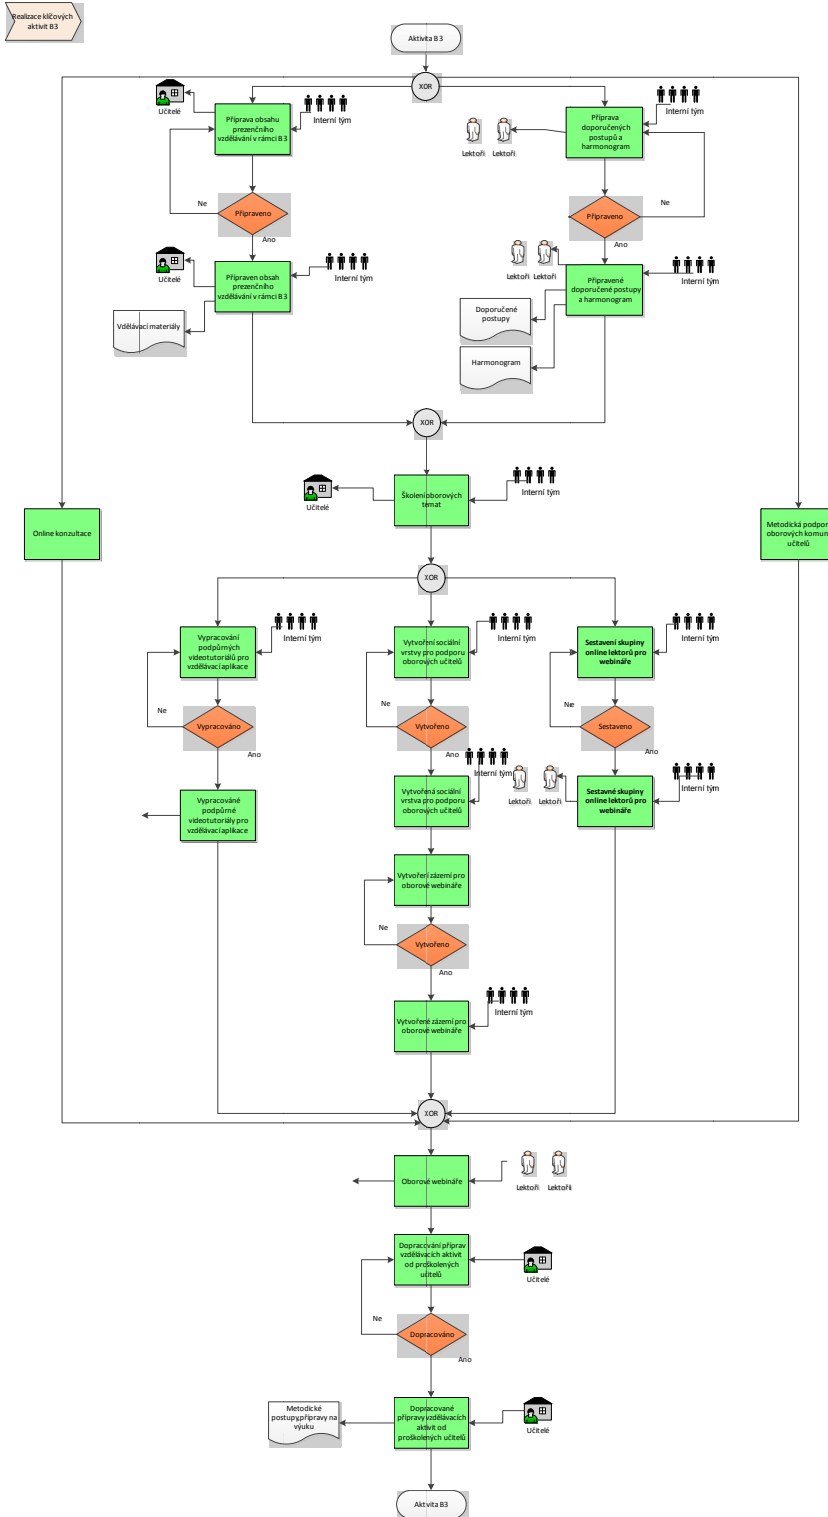 Realizace klíčových
aktivit B3
Aktivita B3
XOR
Učitelé
Příprava obsahu
prezenčního
vzdělávání v rámci B3
Interní tým
Lektoři
Lektoři
Příprava
doporučených
postupů a
harmonogram
Interní tým
Ne
Připraveno
Ano
Ne
Připraveno
Ano
Učitelé
Připraven obsah
prezenčního
vzdělávání v rámci B3
Interní tým
Lektoři
Lektoři
Připravené
doporučené postupy
a harmonogram
Interní tým
Vdělávací materiály
Doporučené
postupy
Harmonogram
XOR
Učitelé
Školení oborových
témat
Interní tým
Online konzultace
Metodická podpor
oborových komun
učitelů
XOR
Vypracování
podpůrných
videotutoriálů pro
vzdělávací aplikace
Interní tým
Vytvoření sociální
vrstvy pro podporu
oborových učitelů
Interní tým
Sestavení skupiny
online lektorů pro
webináře
Interní tým
Ne
Vypracováno
Ano
Ne
Vytvořeno
Ano
Ne
Sestaveno
Ano
Vypracované
podpůrné
videotutoriály pro
vzdělávací aplikace
Vytvořená sociální
vrstva pro podporu
oborových učitelů
Interní tým
Lektoři
Lektoři
Sestavné skupiny
online lektorů pro
webináře
Interní tým
Vytvoření zázemí pro
oborové webináře
Ne
Vytvořeno
Ano
Vytvořené zázemí pro
oborové webináře
Interní tým
XOR
Oborové webináře
Lektoři
Lektoři
Dopracování příprav
vzdělávacích aktivit
od proškolených
učitelů
Učitelé
Ne
Dopracováno
Ano
Metodické
postupy,přípravy na
výuku
Dopracované
přípravy vzdělávacích
aktivit od
proškolených učitelů
Učitelé
Aktvita B3